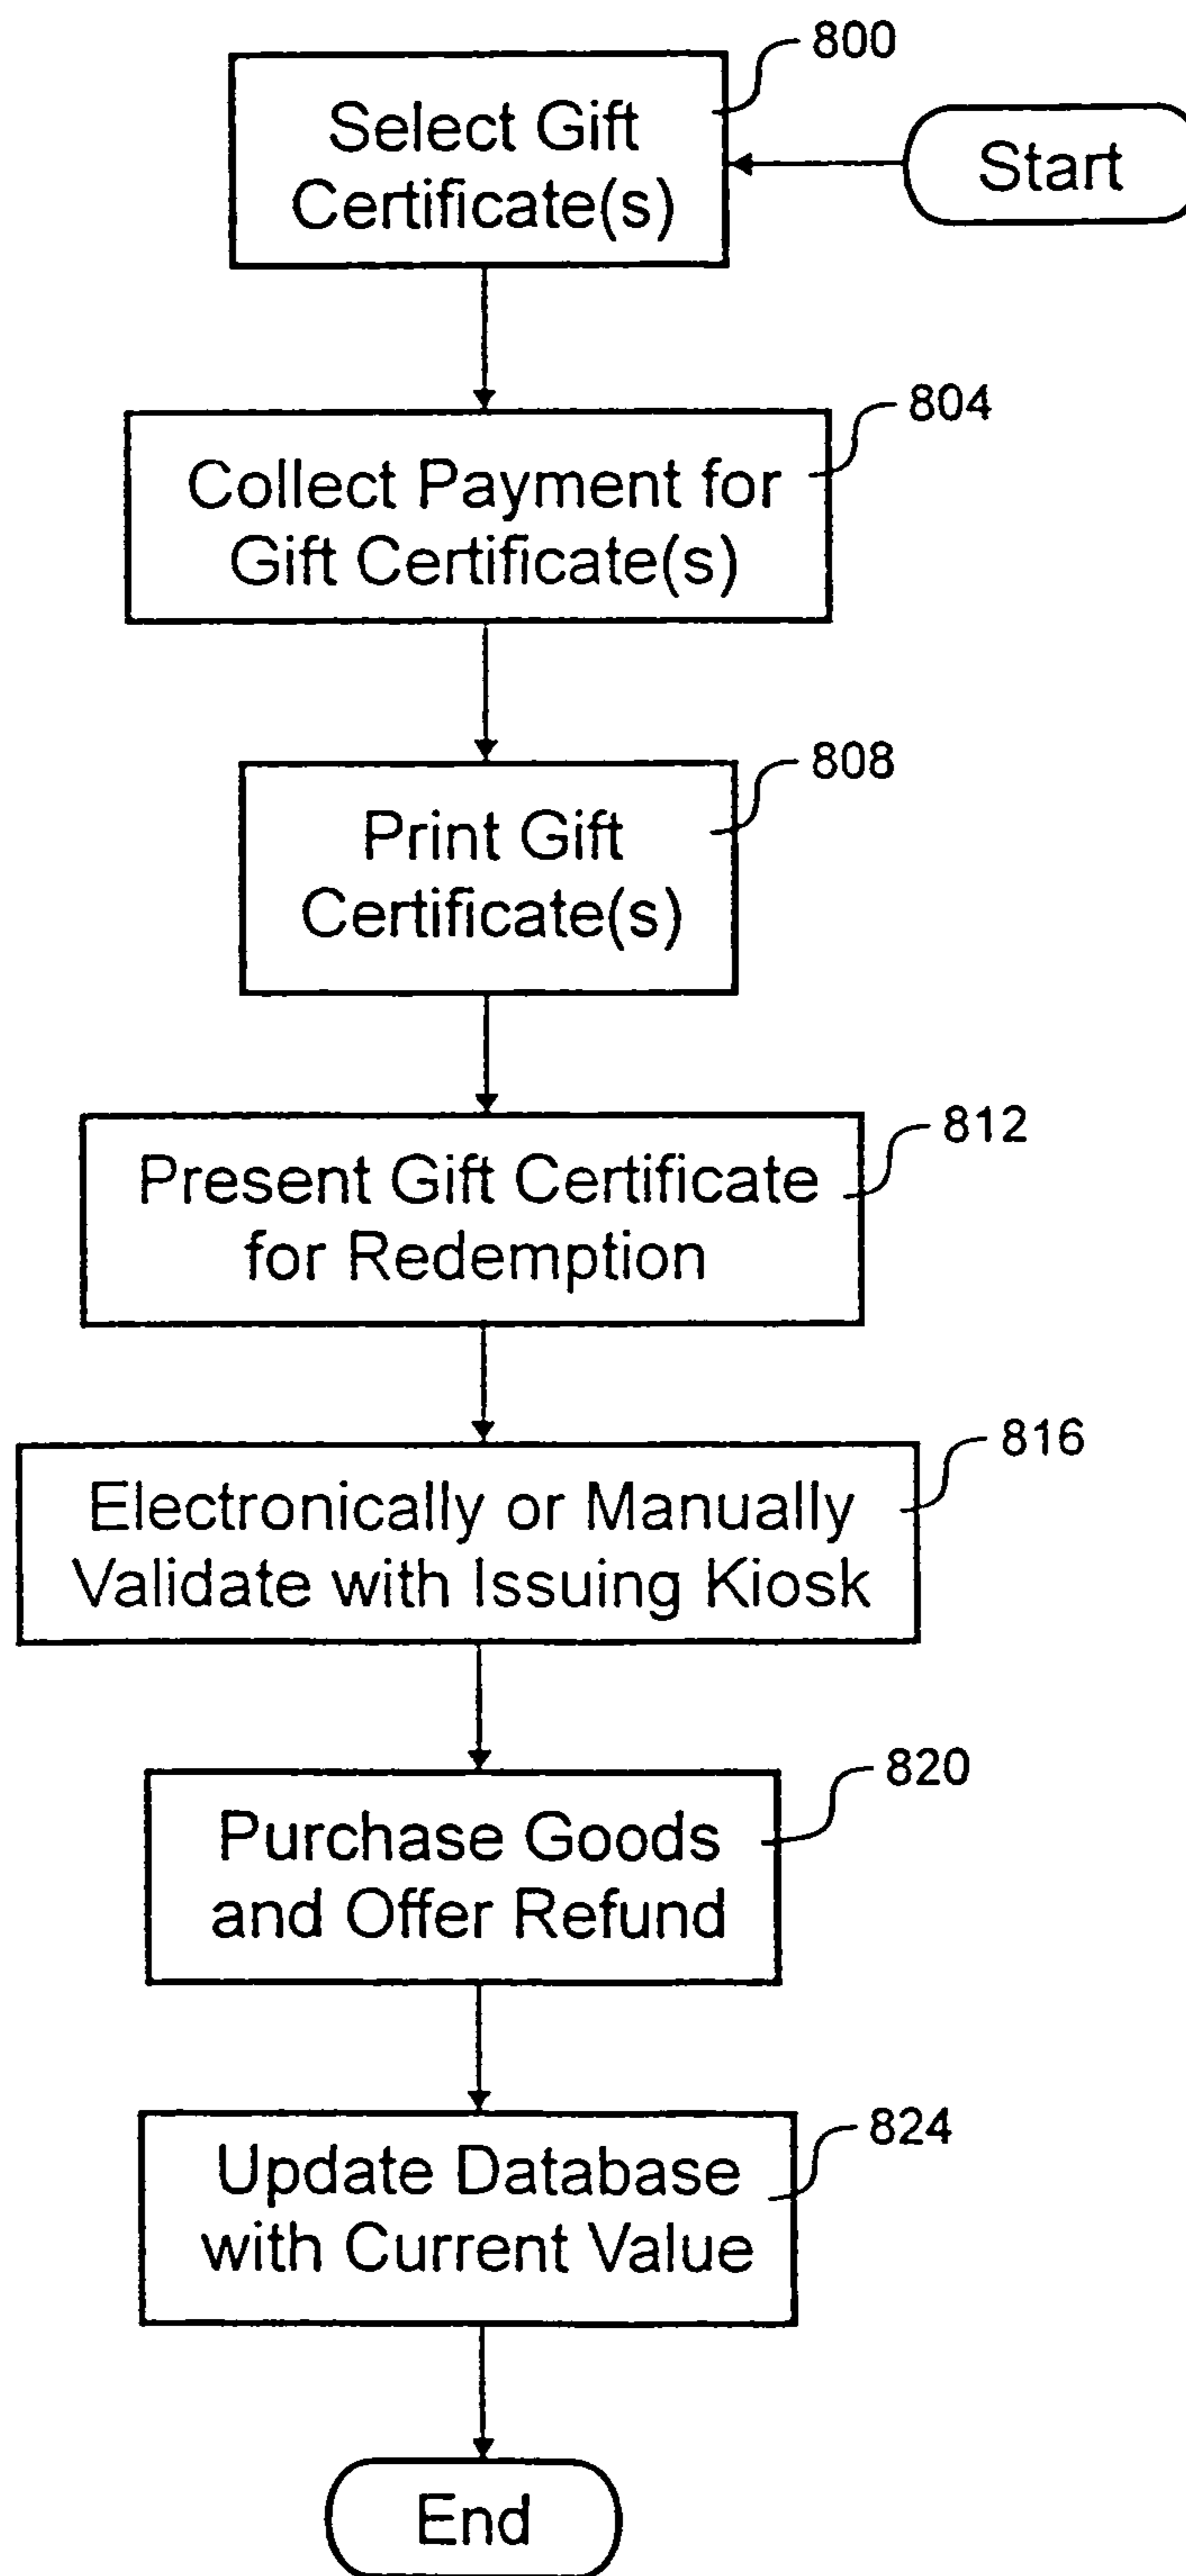 800
Select Gift
Certificate(s)
Start
804
Collect Payment for
Gift Certificate(s)
808
Print Gift
Certificate(s)
812
Present Gift Certificate
for Redemption
816
Electronically or Manually
Validate with Issuing Kiosk
820
Purchase Goods
and Offer Refund
824
Update Database
with Current Value
End